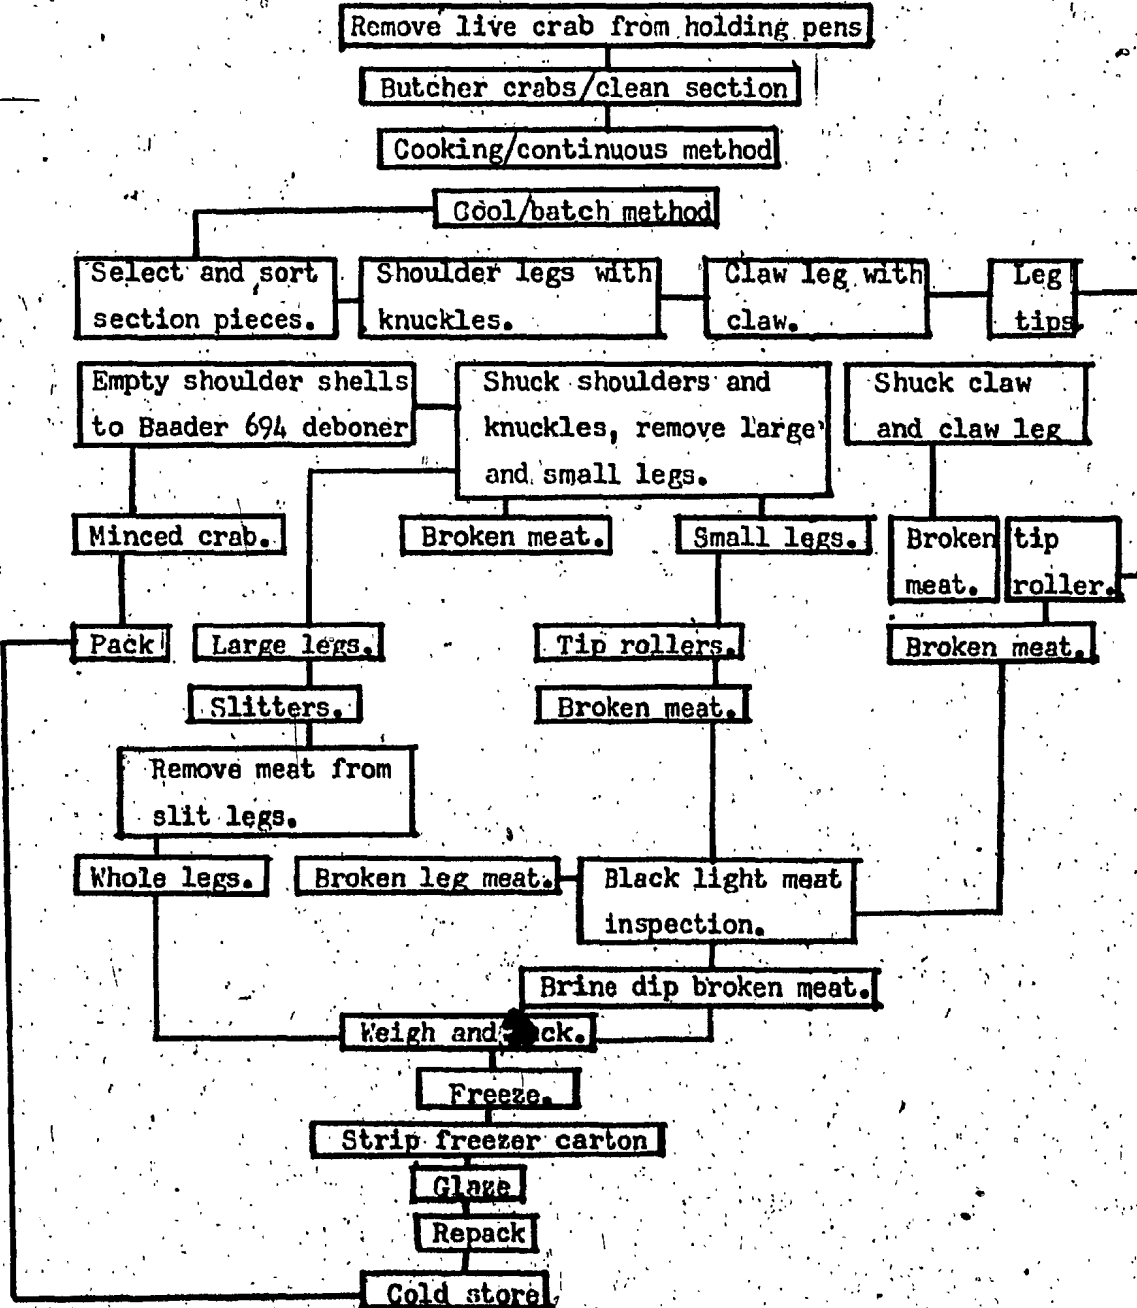 Remove live crab from holding pens
Butcher crabs/clean section
Cooking/continuous method
Cool/batch method
Select and sort
section pieces.
Shoulder legs with
knuckles.
Claw leg with
claw.
Leg
tips.
Empty shoulder shells
to Baader 694 deboner
Shuck shoulders and
knuckles, remove large
and small legs.
Shuck claw
and claw leg
Minced crab.
Broken meat.
Small legs.
Broken
meat.
tip
roller.
Pack
Large legs.
Tip rollers.
Broken meat.
Slitters.
Broken meat.
Remove meat from
slit legs.
Whole legs.
Broken leg meat.
Black light meat
inspection.
Brine dip broken meat.
Weigh and
Freeze.
Strip freezer carton
Glaze
Repack
Cold store